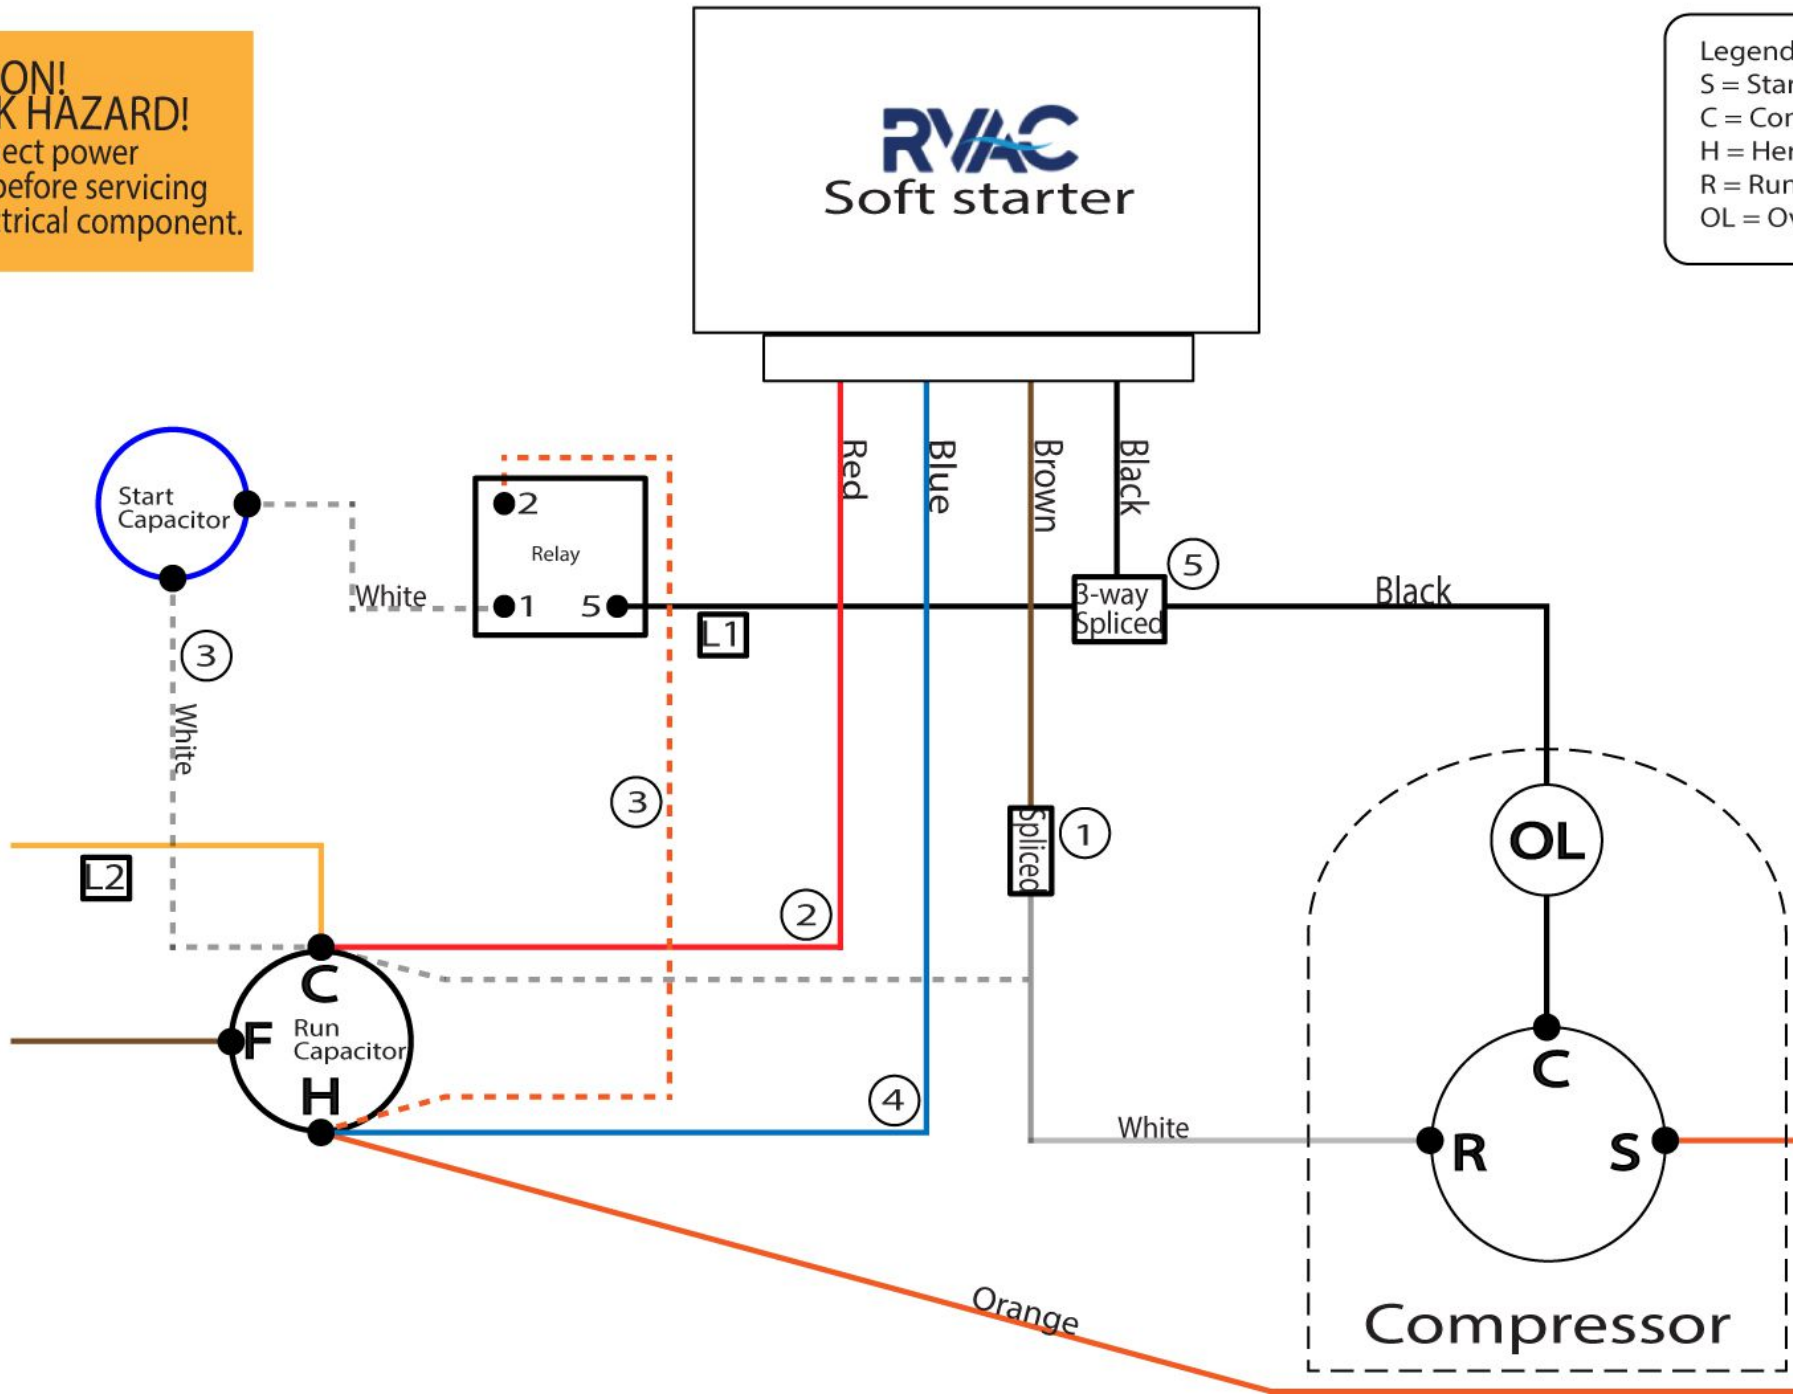 ON!
K HAZARD!
ect power
before servicing
trical component.
RVAC
Soft starter
Legend
S = Star
C = Con
H = Her
R = Run
OL = Ov
Red
Blue
Brown
Black
Start
Capacitor
2
Relay
1
5
White
L1
3-way
Spliced
5
Black
3
White
3
Spliced
1
OL
L2
2
C
F
Run
Capacitor
H
4
White
C
R
S
Orange
Compressor